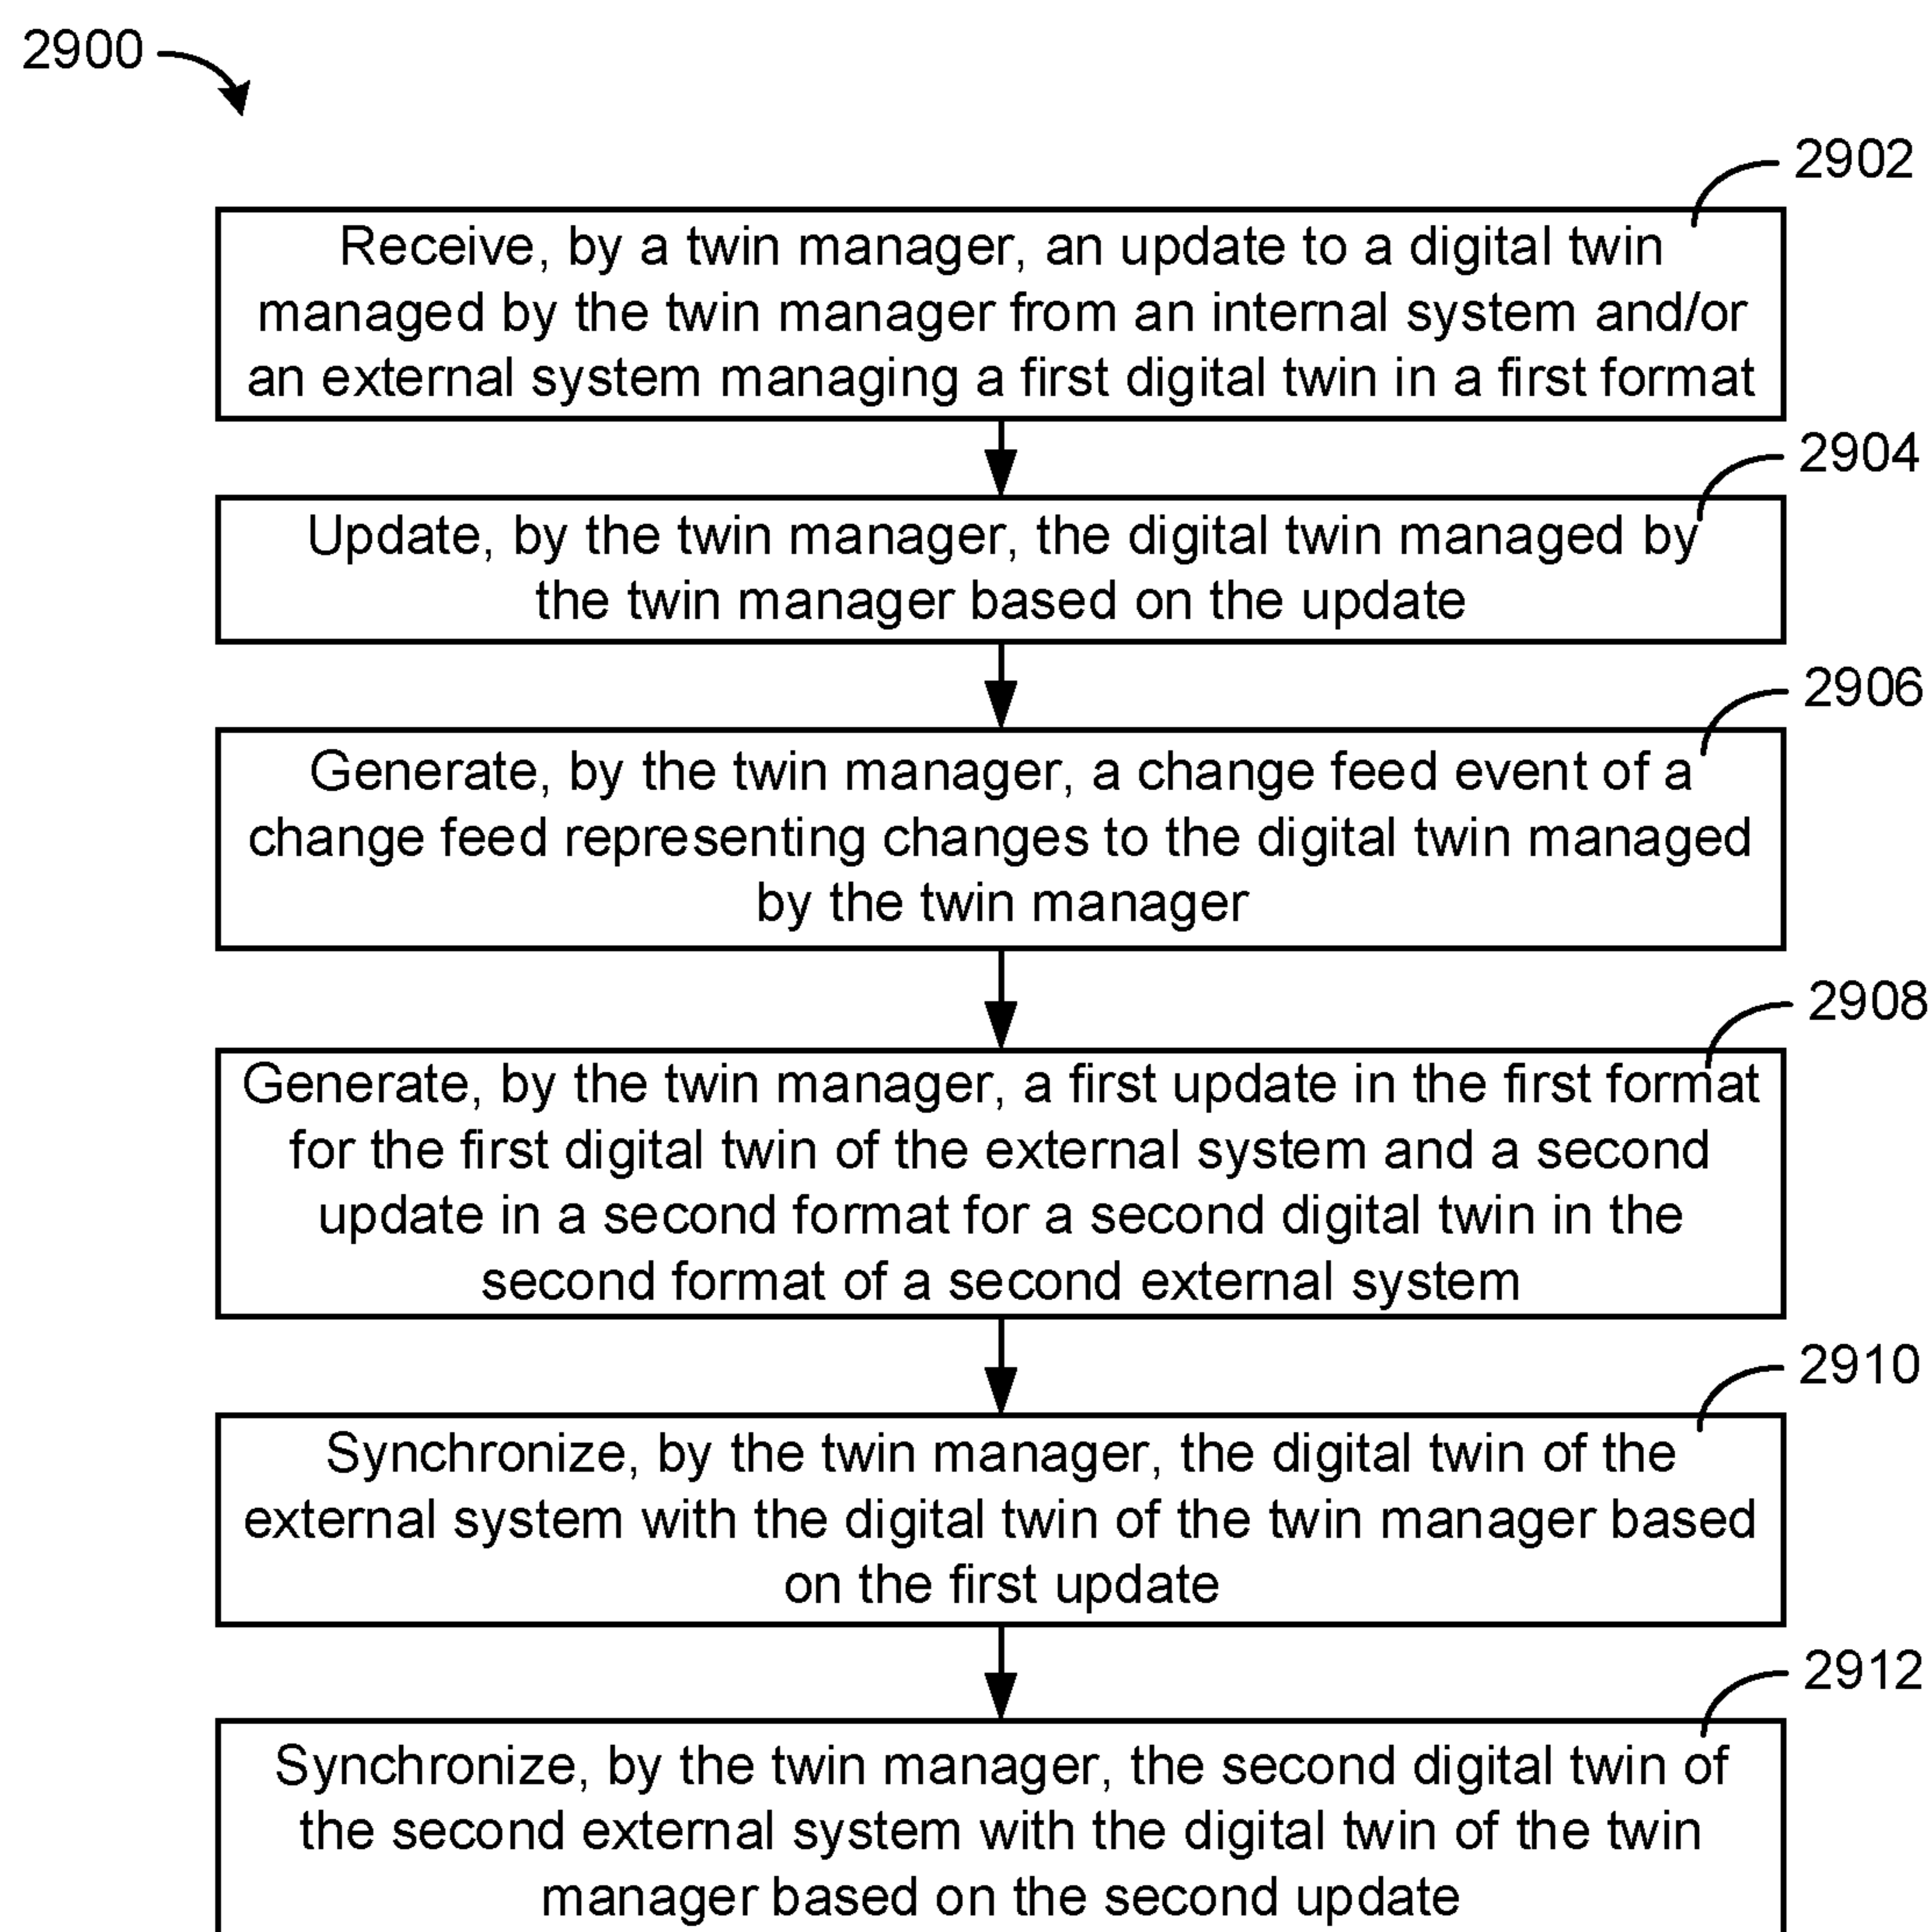 2900
2902
Receive, by a twin manager, an update to a digital twin
managed by the twin manager from an internal system and/or
an external system managing a first digital twin in a first format
2904
Update, by the twin manager, the digital twin managed by
the twin manager based on the update
2906
Generate, by the twin manager, a change feed event of a
change feed representing changes to the digital twin managed
by the twin manager
2908
Generate, by the twin manager, a first update in the first format
for the first digital twin of the external system and a second
update in a second format for a second digital twin in the
second format of a second external system
2910
Synchronize, by the twin manager, the digital twin of the
external system with the digital twin of the twin manager based
on the first update
2912
Synchronize, by the twin manager, the second digital twin of
the second external system with the digital twin of the twin
manager based on the second update